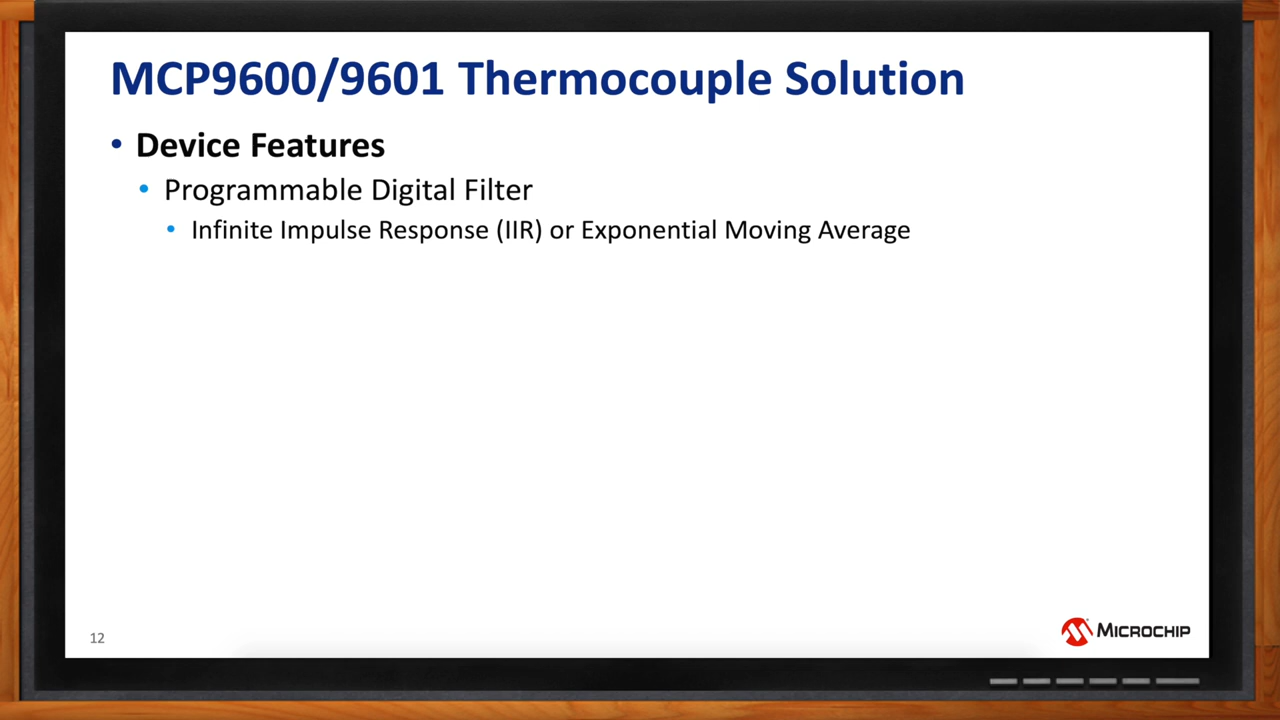 MCP9600/9601 Thermocouple Solution
• Device Features
• Programmable Digital Filter
• Infinite Impulse Response (IIR) or Exponential Moving Average
12
MICROCHIP